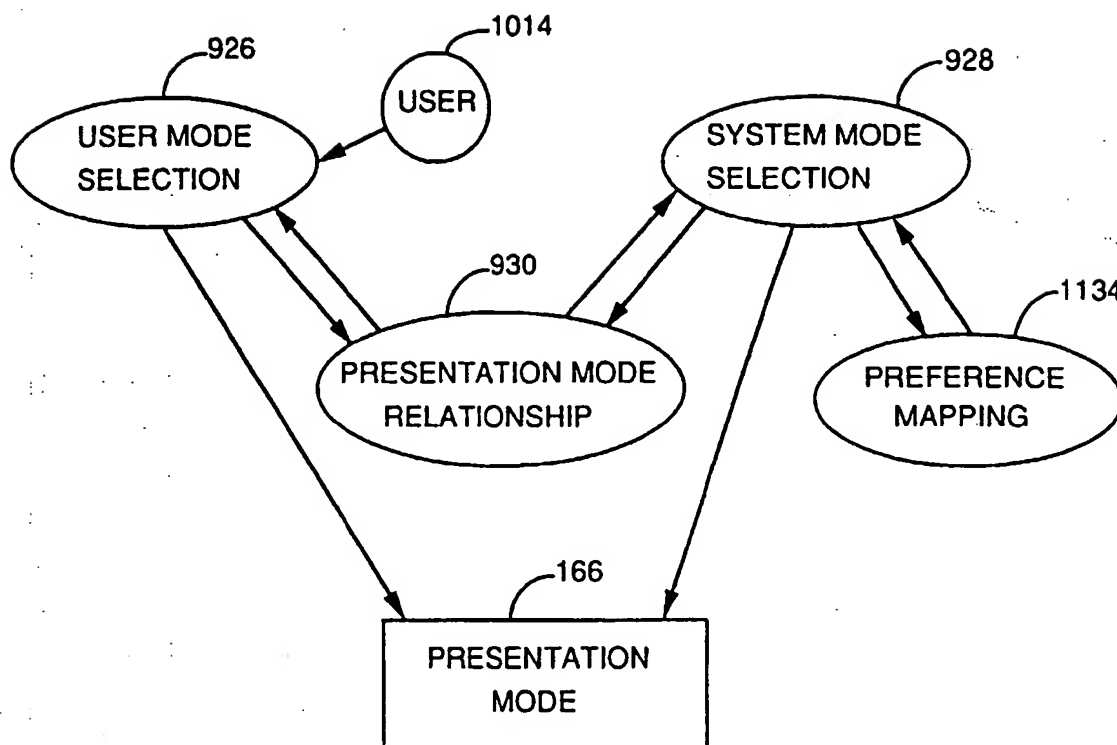 1014
926
928
USER
USER MODE
SELECTION
SYSTEM MODE
SELECTION
930
1134
PRESENTATION MODE
RELATIONSHIP
PREFERENCE
MAPPING
166
PRESENTATION
MODE